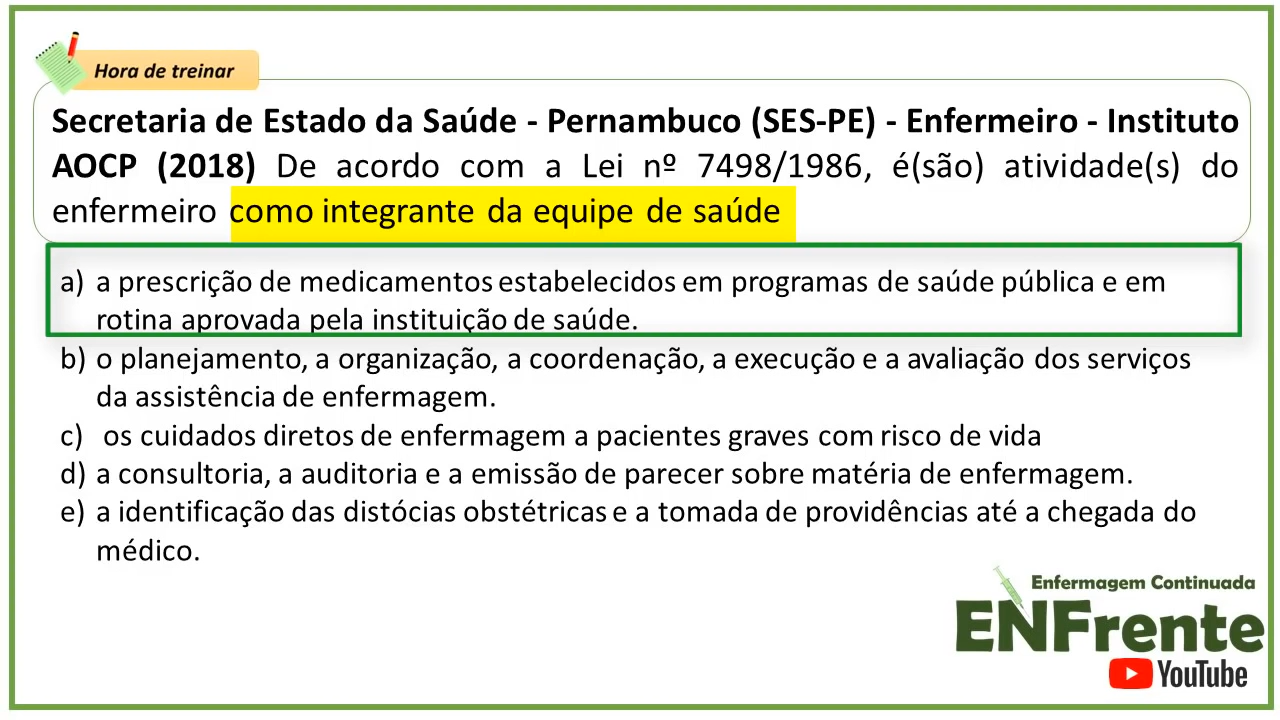 Hora de treinar
Secretaria de Estado da Saúde - Pernambuco (SES-PE) - Enfermeiro - Instituto
AOCP (2018) De acordo com a Lei nº 7498/1986, é(são) atividade(s) do
enfermeiro como integrante da equipe de saúde
a) a prescrição de medicamentos estabelecidos em programas de saúde pública e em
rotina aprovada pela instituição de saúde.
b) o planejamento, a organização, a coordenação, a execução e a avaliação dos serviços
da assistência de enfermagem.
c) os cuidados diretos de enfermagem a pacientes graves com risco de vida
d) a consultoria, a auditoria e a emissão de parecer sobre matéria de enfermagem.
e) a identificação das distócias obstétricas e a tomada de providências até a chegada do
médico.
Enfermagem Continuada
ENFrente
YouTube